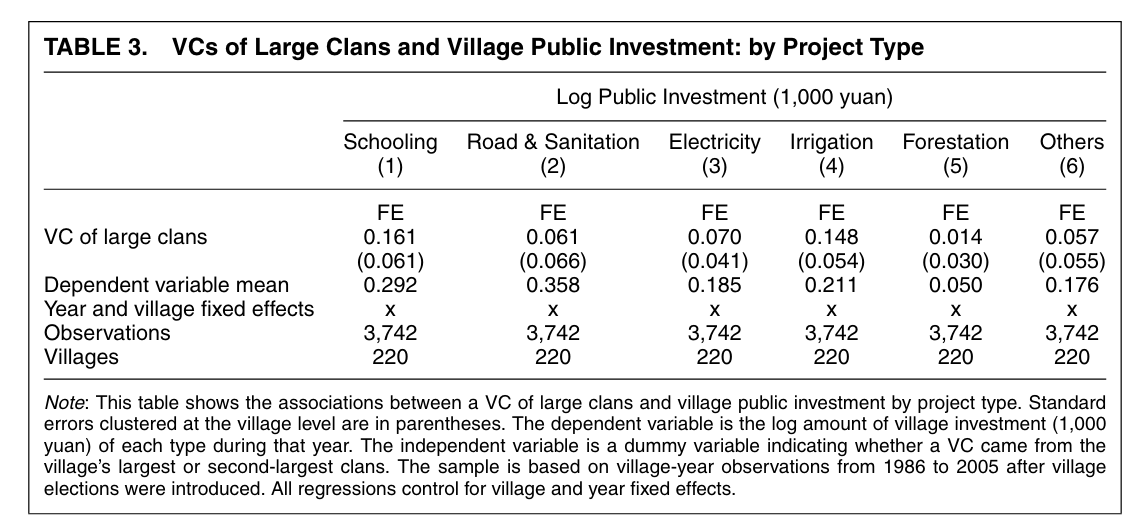 TABLE 3. VCs of Large Clans and Village Public Investment: by Project Type
Log Public Investment (1,000 yuan)
Schooling Road & Sanitation Electricity Irrigation Forestation Others
(1) (2) (3) (4) (5) (6)
FE FE FE FE FE FE
VC of large clans 0.161 0.061 0.070 0.148 0.014 0.057
(0.061) (0.066) (0.041) (0.054) (0.030) (0.055)
Dependent variable mean 0.292 0.358 0.185 0.211 0.050 0.176
Year and village fixed effects x x x x x x
Observations 3,742 3,742 3,742 3,742 3,742 3,742
Villages 220 220 220 220 220 220
Note: This table shows the associations between a VC of large clans and village public investment by project type. Standard
errors clustered at the village level are in parentheses. The dependent variable is the log amount of village investment (1,000
yuan) of each type during that year. The independent variable is a dummy variable indicating whether a VC came from the
village's largest or second-largest clans. The sample is based on village-year observations from 1986 to 2005 after village
elections were introduced. All regressions control for village and year fixed effects.